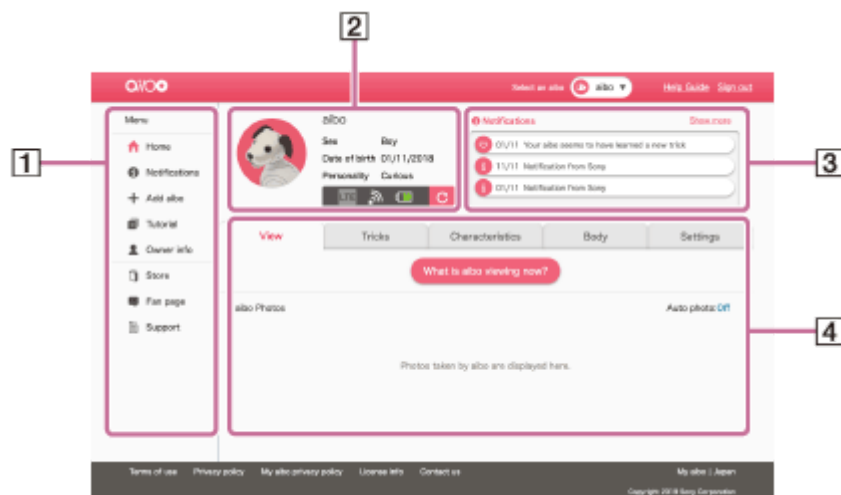 2
aibo
Select an aibo aibo ▼ Help Guide Sign out
1
Menu
Home
Notifications
Add aibo
Tutorial
Owner info
Store
Fan page
Support
aibo
Sex Boy
Date of birth 01/11/2018
Personality Curious
LTE
3
Notifications Show more
01/11 Your aibo seems to have learned a new trick
11/11 Notification from Sony
01/11 Notification from Sony
4
View Tricks Characteristics Body Settings
What is aibo viewing now?
aibo Photos Auto photo: Off
Photos taken by aibo are displayed here.
Terms of use Privacy policy My aibo privacy policy License info Contact us My aibo | Japan
Copyright 2018 Sony Corporation